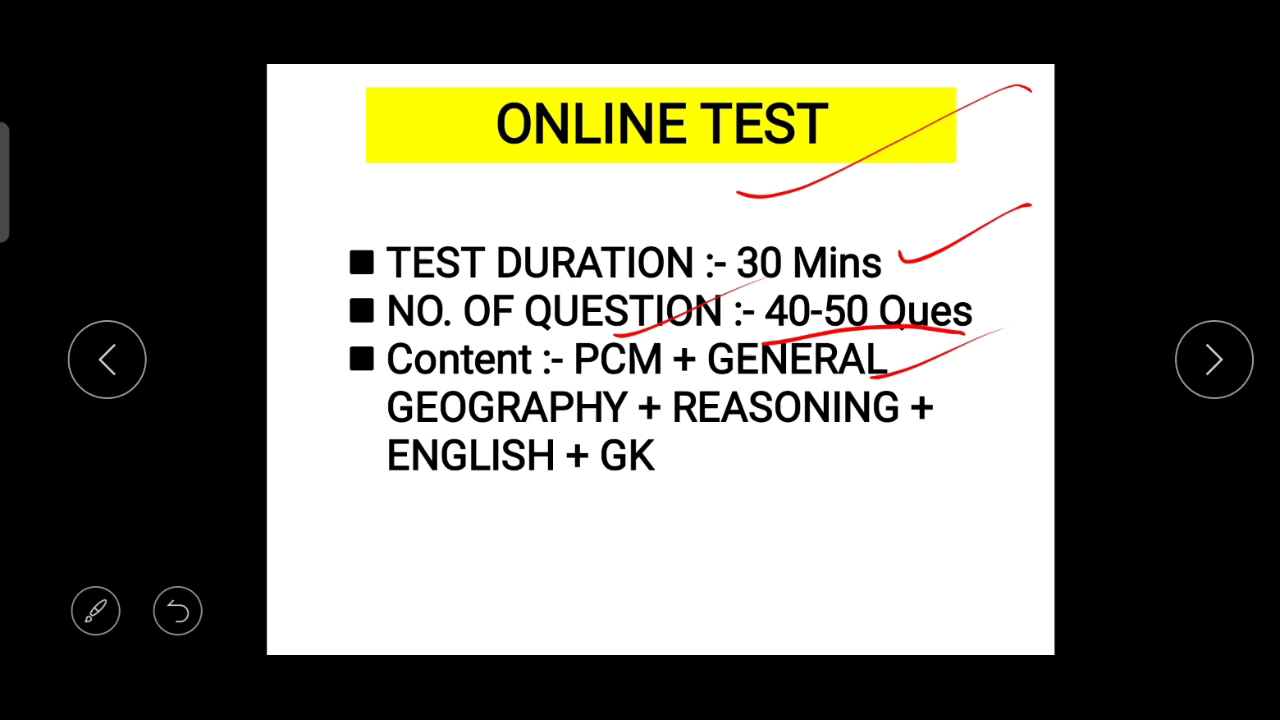 ONLINE TEST
■ TEST DURATION :- 30 Mins
■ NO. OF QUESTION :- 40-50 Ques
■ Content :- PCM + GENERAL
GEOGRAPHY + REASONING +
ENGLISH + GK